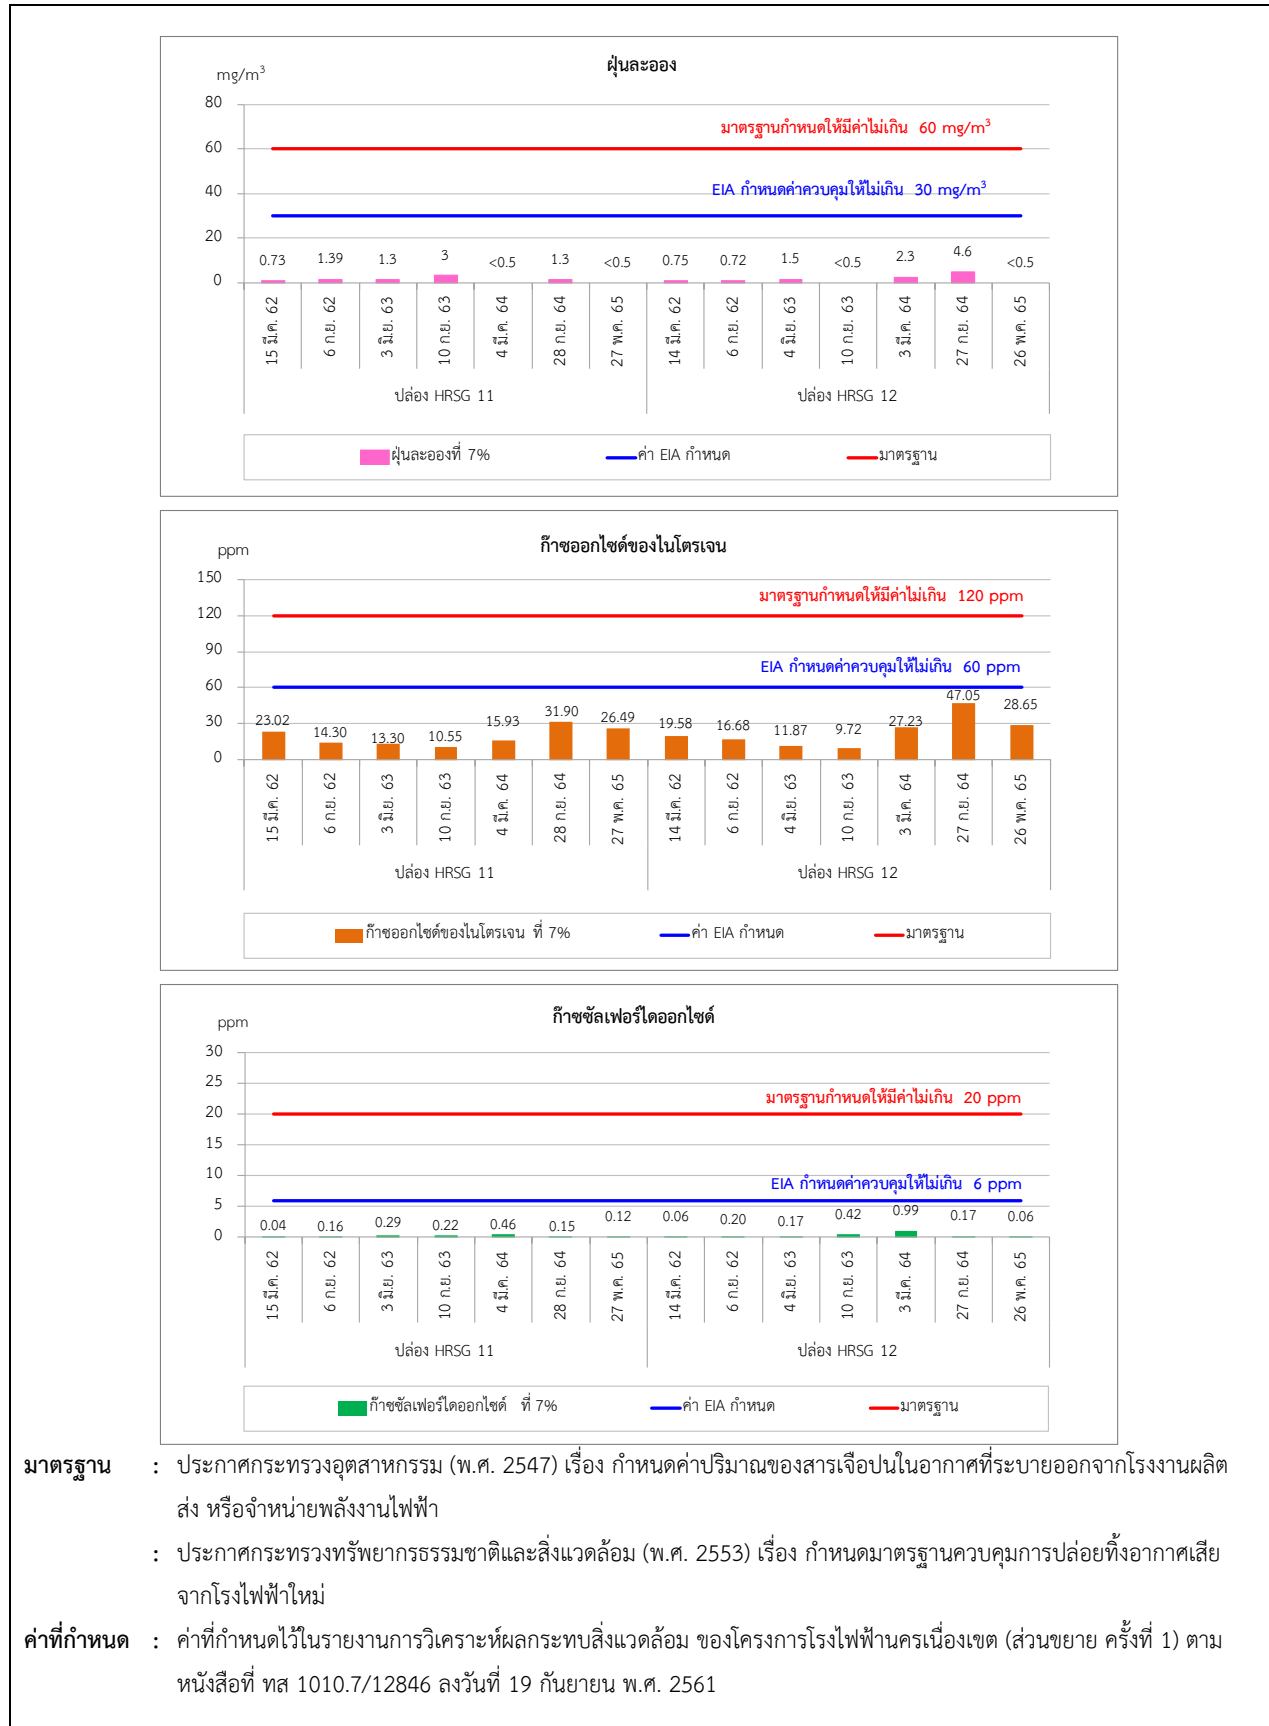 ฝุ่นละออง
mg/m³
80
มาตรฐานกำหนดให้มีค่าไม่เกิน 60 mg/m³
60
EIA กำหนดค่าควบคุมให้ไม่เกิน 30 mg/m³
40
20
0.73 1.39 1.3 3 <0.5 1.3 <0.5 0.75 0.72 1.5 <0.5 2.3 4.6 <0.5
0
15 มี.ค. 62 6 ก.ย. 62 3 มิ.ย. 63 10 ก.ย. 63 4 มี.ค. 64 28 ก.ย. 64 27 พ.ค. 65 14 มี.ค. 62 6 ก.ย. 62 4 มิ.ย. 63 10 ก.ย. 63 3 มี.ค. 64 27 ก.ย. 64 26 พ.ค. 65
ปล่อง HRSG 11 ปล่อง HRSG 12
ฝุ่นละอองที่ 7% ค่า EIA กำหนด มาตรฐาน
ก๊าซออกไซด์ของไนโตรเจน
ppm
150
มาตรฐานกำหนดให้มีค่าไม่เกิน 120 ppm
120
90
EIA กำหนดค่าควบคุมให้ไม่เกิน 60 ppm
60
30
23.02 14.30 13.30 10.55 15.93 31.90 26.49 19.58 16.68 11.87 9.72 27.23 47.05 28.65
0
15 มี.ค. 62 6 ก.ย. 62 3 มิ.ย. 63 10 ก.ย. 63 4 มี.ค. 64 28 ก.ย. 64 27 พ.ค. 65 14 มี.ค. 62 6 ก.ย. 62 4 มิ.ย. 63 10 ก.ย. 63 3 มี.ค. 64 27 ก.ย. 64 26 พ.ค. 65
ปล่อง HRSG 11 ปล่อง HRSG 12
ก๊าซออกไซด์ของไนโตรเจน ที่ 7% ค่า EIA กำหนด มาตรฐาน
ก๊าซซัลเฟอร์ไดออกไซด์
ppm
30
25
มาตรฐานกำหนดให้มีค่าไม่เกิน 20 ppm
20
15
10
EIA กำหนดค่าควบคุมให้ไม่เกิน 6 ppm
5
0.04 0.16 0.29 0.22 0.46 0.15 0.12 0.06 0.20 0.17 0.42 0.99 0.17 0.06
0
15 มี.ค. 62 6 ก.ย. 62 3 มิ.ย. 63 10 ก.ย. 63 4 มี.ค. 64 28 ก.ย. 64 27 พ.ค. 65 14 มี.ค. 62 6 ก.ย. 62 4 มิ.ย. 63 10 ก.ย. 63 3 มี.ค. 64 27 ก.ย. 64 26 พ.ค. 65
ปล่อง HRSG 11 ปล่อง HRSG 12
ก๊าซซัลเฟอร์ไดออกไซด์ ที่ 7% ค่า EIA กำหนด มาตรฐาน
มาตรฐาน : ประกาศกระทรวงอุตสาหกรรม (พ.ศ. 2547) เรื่อง กำหนดค่าปริมาณของสารเจือปนในอากาศที่ระบายออกจากโรงงานผลิต
ส่ง หรือจำหน่ายพลังงานไฟฟ้า
: ประกาศกระทรวงทรัพยากรธรรมชาติและสิ่งแวดล้อม (พ.ศ. 2553) เรื่อง กำหนดมาตรฐานควบคุมการปล่อยทิ้งอากาศเสีย
จากโรงไฟฟ้าใหม่
ค่าที่กำหนด : ค่าที่กำหนดไว้ในรายงานการวิเคราะห์ผลกระทบสิ่งแวดล้อม ของโครงการโรงไฟฟ้านครเนื่องเขต (ส่วนขยาย ครั้งที่ 1) ตาม
หนังสือที่ ทส 1010.7/12846 ลงวันที่ 19 กันยายน พ.ศ. 2561